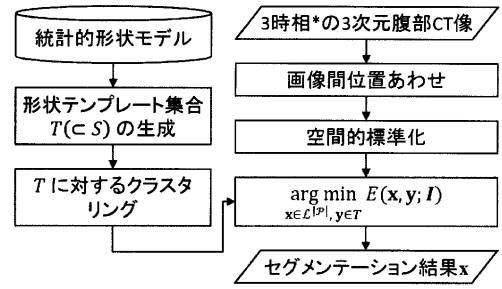 統計的形状モデル
形状テンプレート集合
T(⊂ S) の生成
T に対するクラスタ
リング
3時相*の3次元腹部CT像
画像間位置あわせ
空間的標準化
arg min E(x, y; I)
x∈ℒ^|𝒫|, y∈T
セグメンテーション結果x